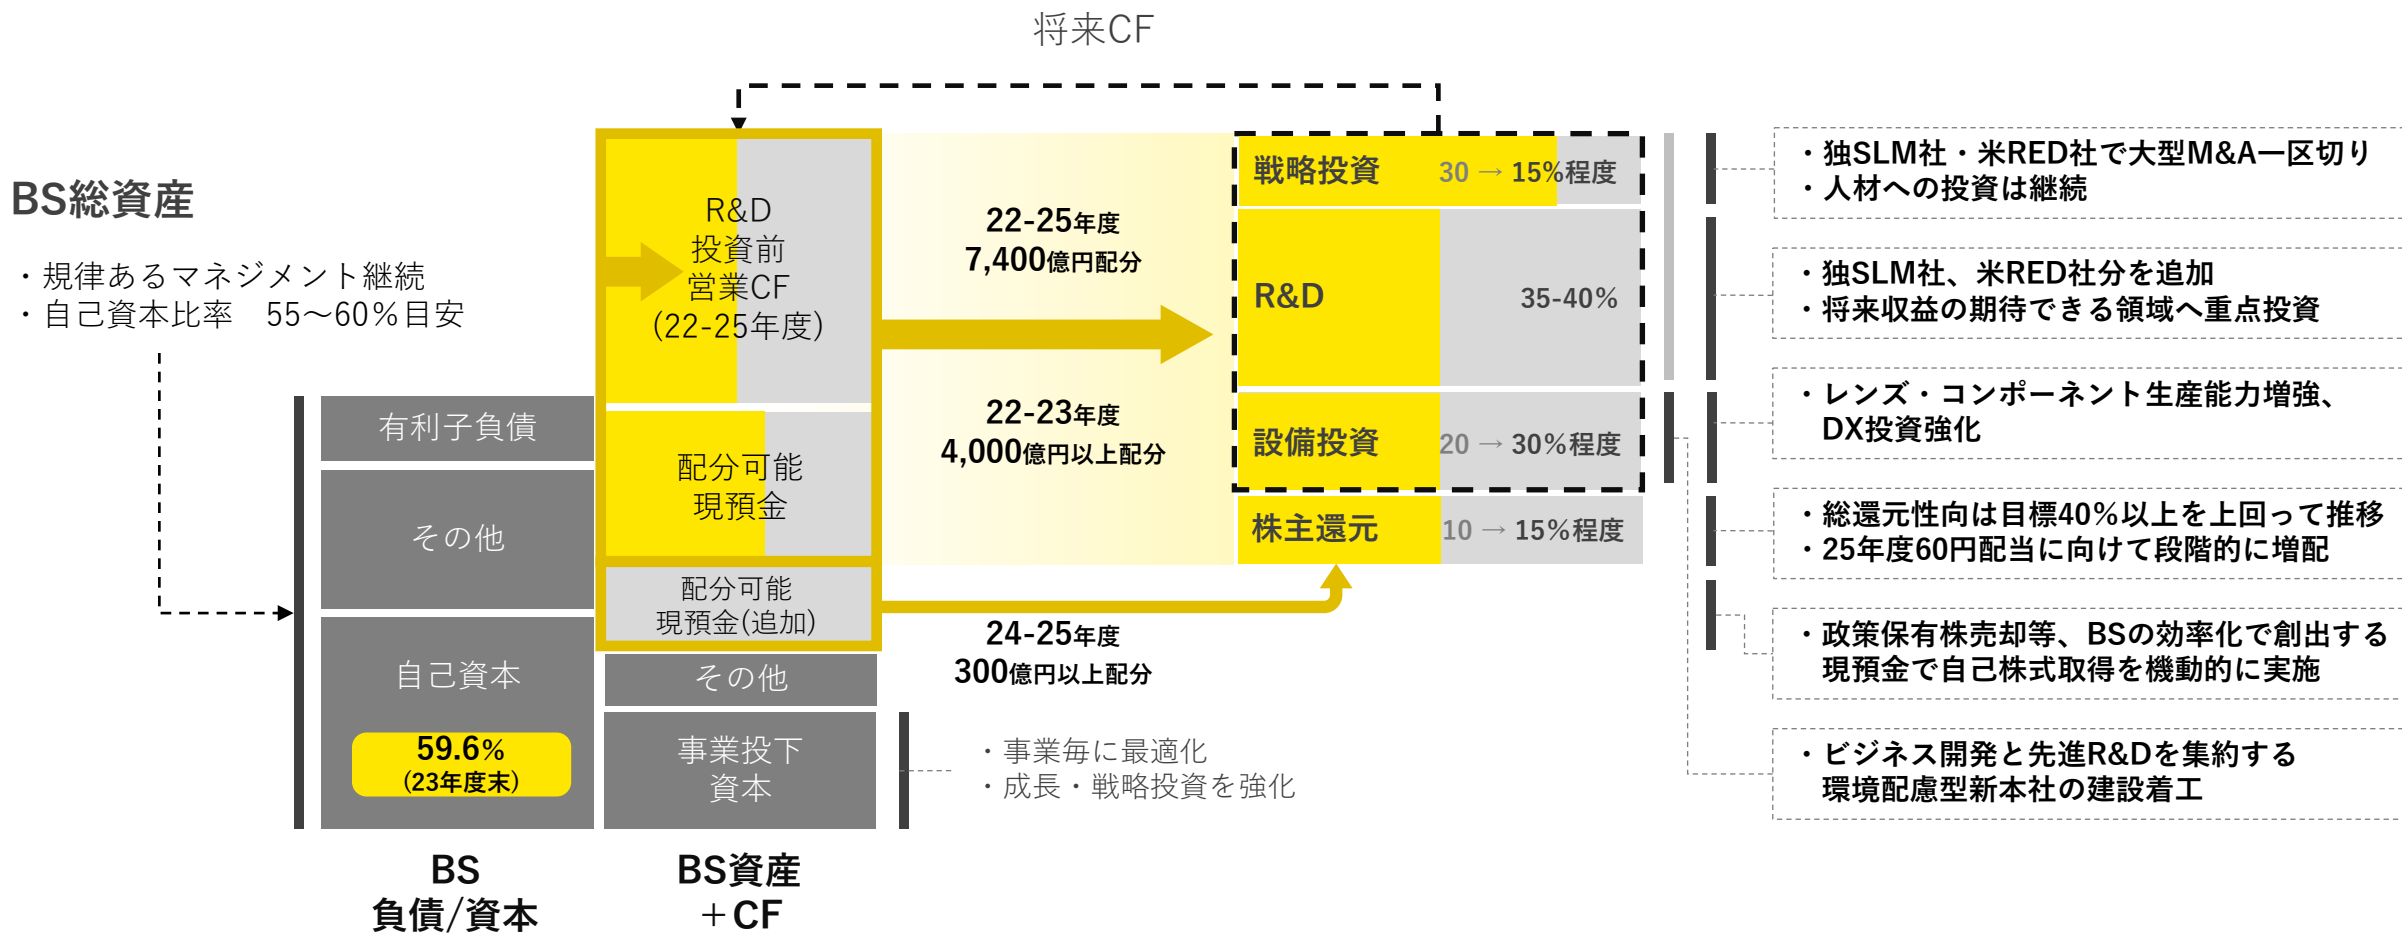 将来CF
BS総資産
・規律あるマネジメント継続
・自己資本比率　55～60%目安
有利子負債
その他
自己資本
59.6%
(23年度末)
BS
負債/資本
R&D
投資前
営業CF
(22-25年度)
配分可能
現預金
配分可能
現預金(追加)
その他
事業投下
資本
BS資産
＋CF
22-25年度
7,400億円配分
22-23年度
4,000億円以上配分
24-25年度
300億円以上配分
・事業毎に最適化
・成長・戦略投資を強化
戦略投資 30 → 15%程度
R&D 35-40%
設備投資 20 → 30%程度
株主還元 10 → 15%程度
・独SLM社・米RED社で大型M&A一区切り
・人材への投資は継続
・独SLM社、米RED社分を追加
・将来収益の期待できる領域へ重点投資
・レンズ・コンポーネント生産能力増強、
DX投資強化
・総還元性向は目標40%以上を上回って推移
・25年度60円配当に向けて段階的に増配
・政策保有株売却等、BSの効率化で創出する
現預金で自己株式取得を機動的に実施
・ビジネス開発と先進R&Dを集約する
環境配慮型新本社の建設着工